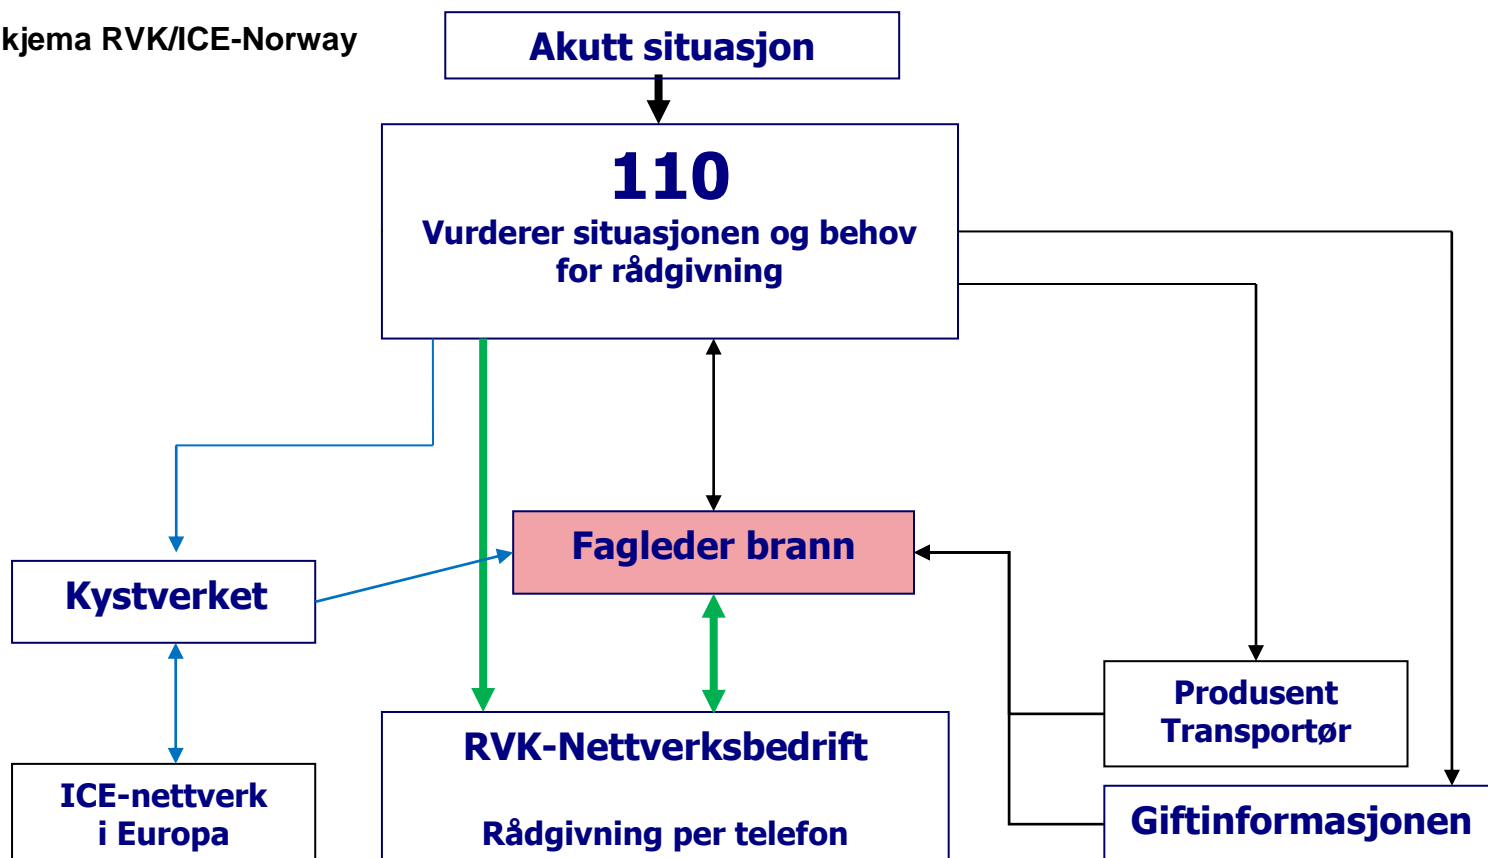 kjema RVK/ICE-Norway
Akutt situasjon
110
Vurderer situasjonen og behov
for rådgivning
Fagleder brann
Kystverket
Produsent
Transportør
RVK-Nettverksbedrift
ICE-nettverk
i Europa
Rådgivning per telefon
Giftinformasjonen